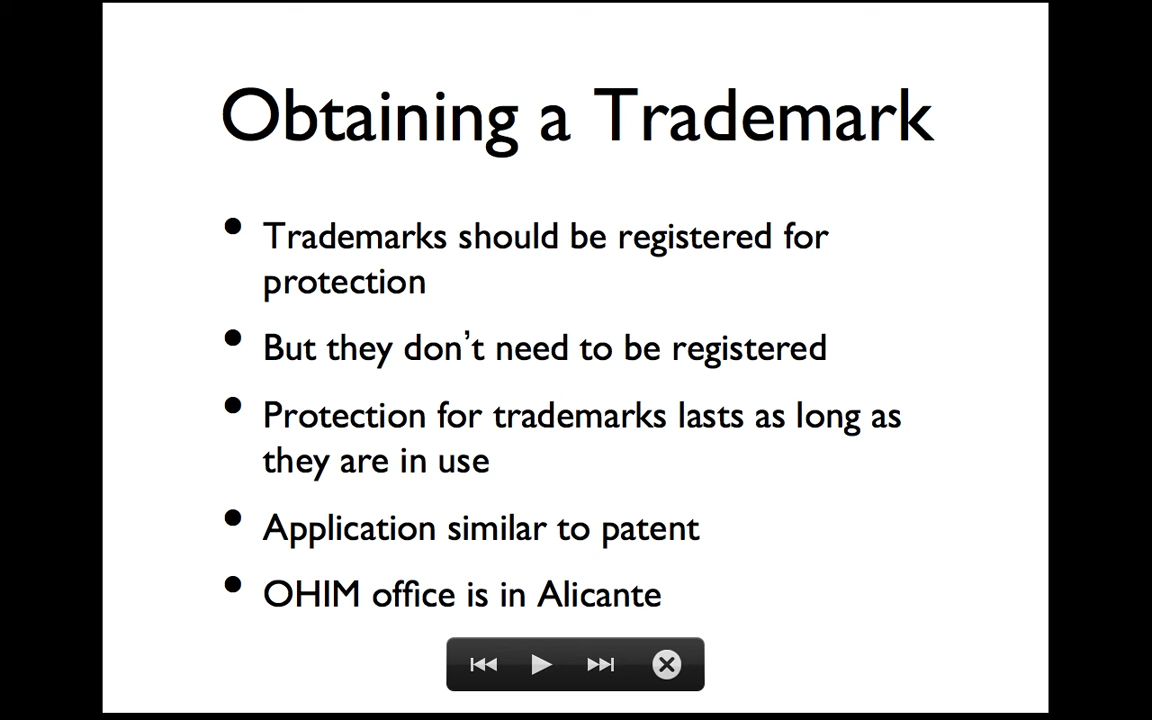 Obtaining a Trademark
• Trademarks should be registered for
protection
• But they don’t need to be registered
• Protection for trademarks lasts as long as
they are in use
• Application similar to patent
• OHIM office is in Alicante